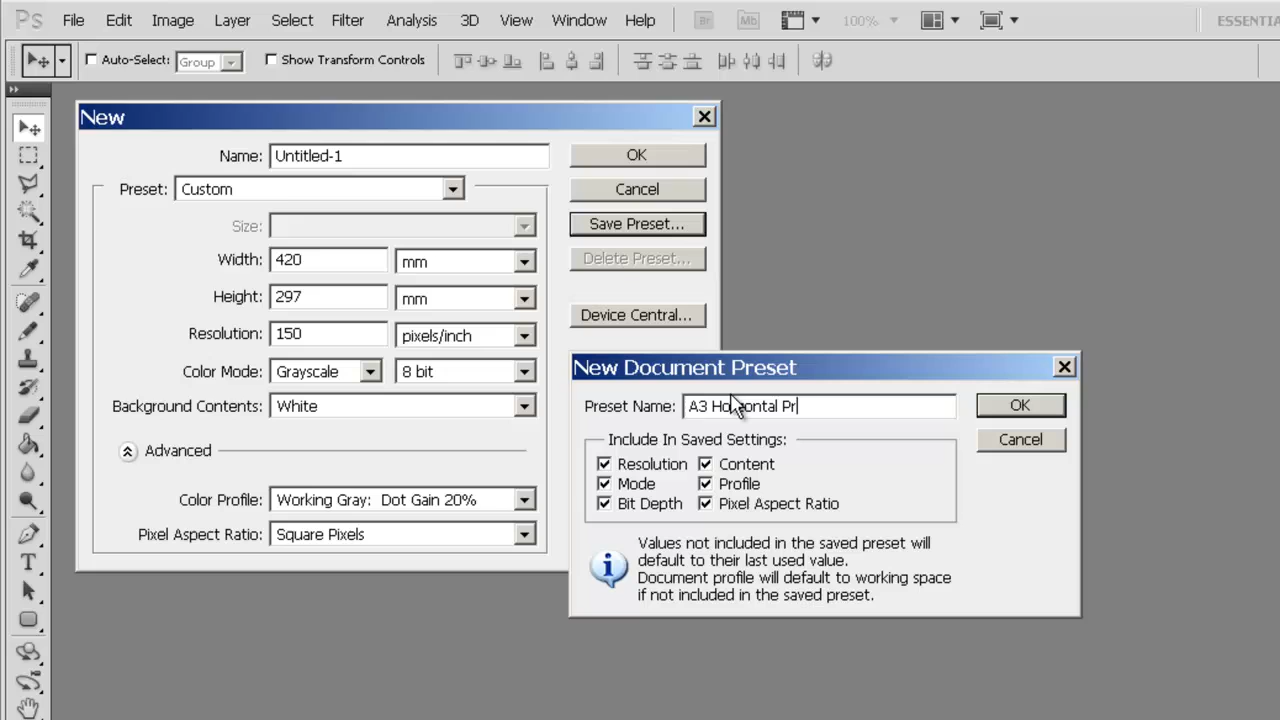 Ps File Edit Image Layer Select Filter Analysis 3D View Window Help Br Mb 100% ESSENTIA
Auto-Select: Group Show Transform Controls
New
Name: Untitled-1 OK
Preset: Custom Cancel
Size: Save Preset...
Width: 420 mm Delete Preset...
Height: 297 mm
Device Central...
Resolution: 150 pixels/inch
Color Mode: Grayscale 8 bit
Background Contents: White
Advanced
Color Profile: Working Gray: Dot Gain 20%
Pixel Aspect Ratio: Square Pixels
New Document Preset
Preset Name: A3 Horizontal Pr OK
Include In Saved Settings: Cancel
Resolution Content
Mode Profile
Bit Depth Pixel Aspect Ratio
Values not included in the saved preset will
default to their last used value.
Document profile will default to working space
if not included in the saved preset.
T